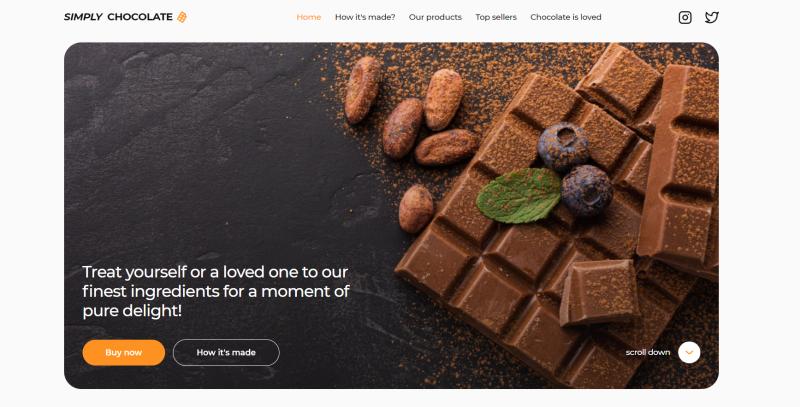 SIMPLY CHOCOLATE
Home How it's made? Our products Top sellers Chocolate is loved
Treat yourself or a loved one to our
finest ingredients for a moment of
pure delight!
Buy now How it's made
scroll down